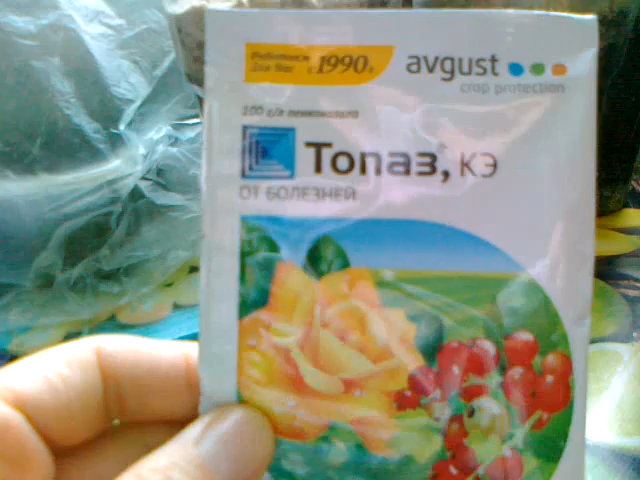 Работаем
для Вас с 1990 г.
avgust
crop protection
100 г/л пенконазола
Топаз, КЭ
ОТ БОЛЕЗНЕЙ